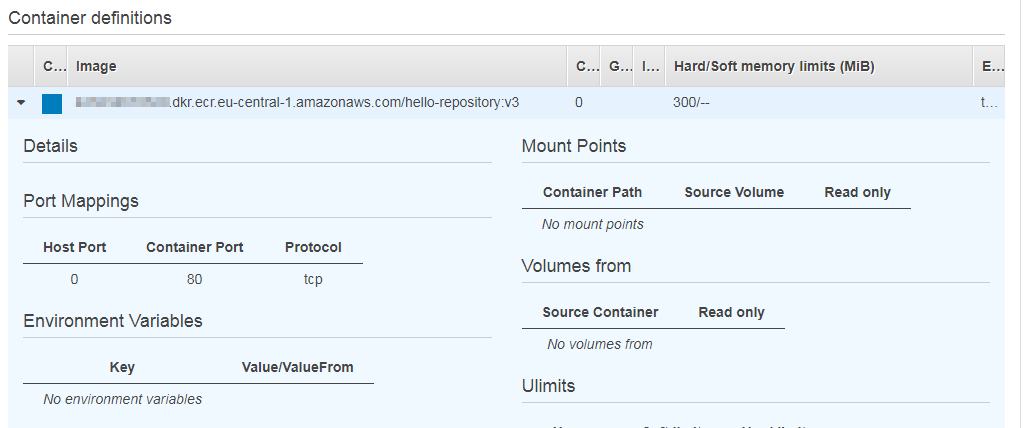 Container definitions
C... Image C... G... I... Hard/Soft memory limits (MiB) E...
.dkr.ecr.eu-central-1.amazonaws.com/hello-repository:v3 0 300/-- t...
Details
Port Mappings
Host Port Container Port Protocol
0 80 tcp
Environment Variables
Key Value/ValueFrom
No environment variables
Mount Points
Container Path Source Volume Read only
No mount points
Volumes from
Source Container Read only
No volumes from
Ulimits